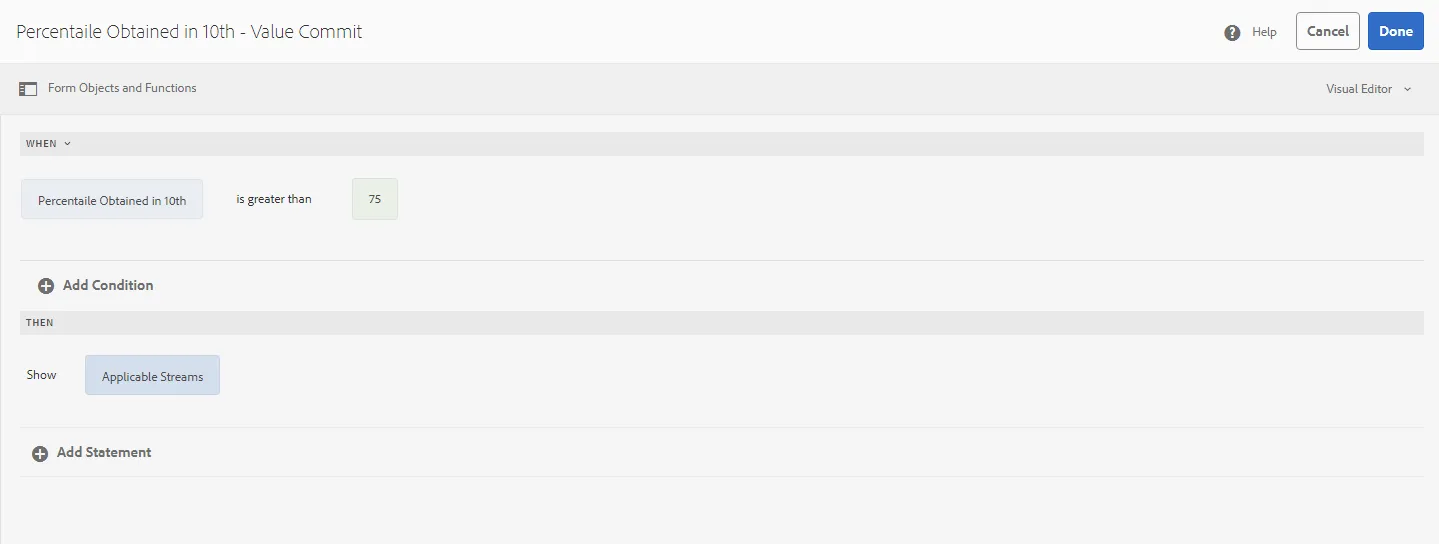 Percentaile Obtained in 10th - Value Commit
Help
Cancel
Done
Form Objects and Functions
Visual Editor
WHEN
Percentaile Obtained in 10th is greater than 75
Add Condition
THEN
Show Applicable Streams
Add Statement